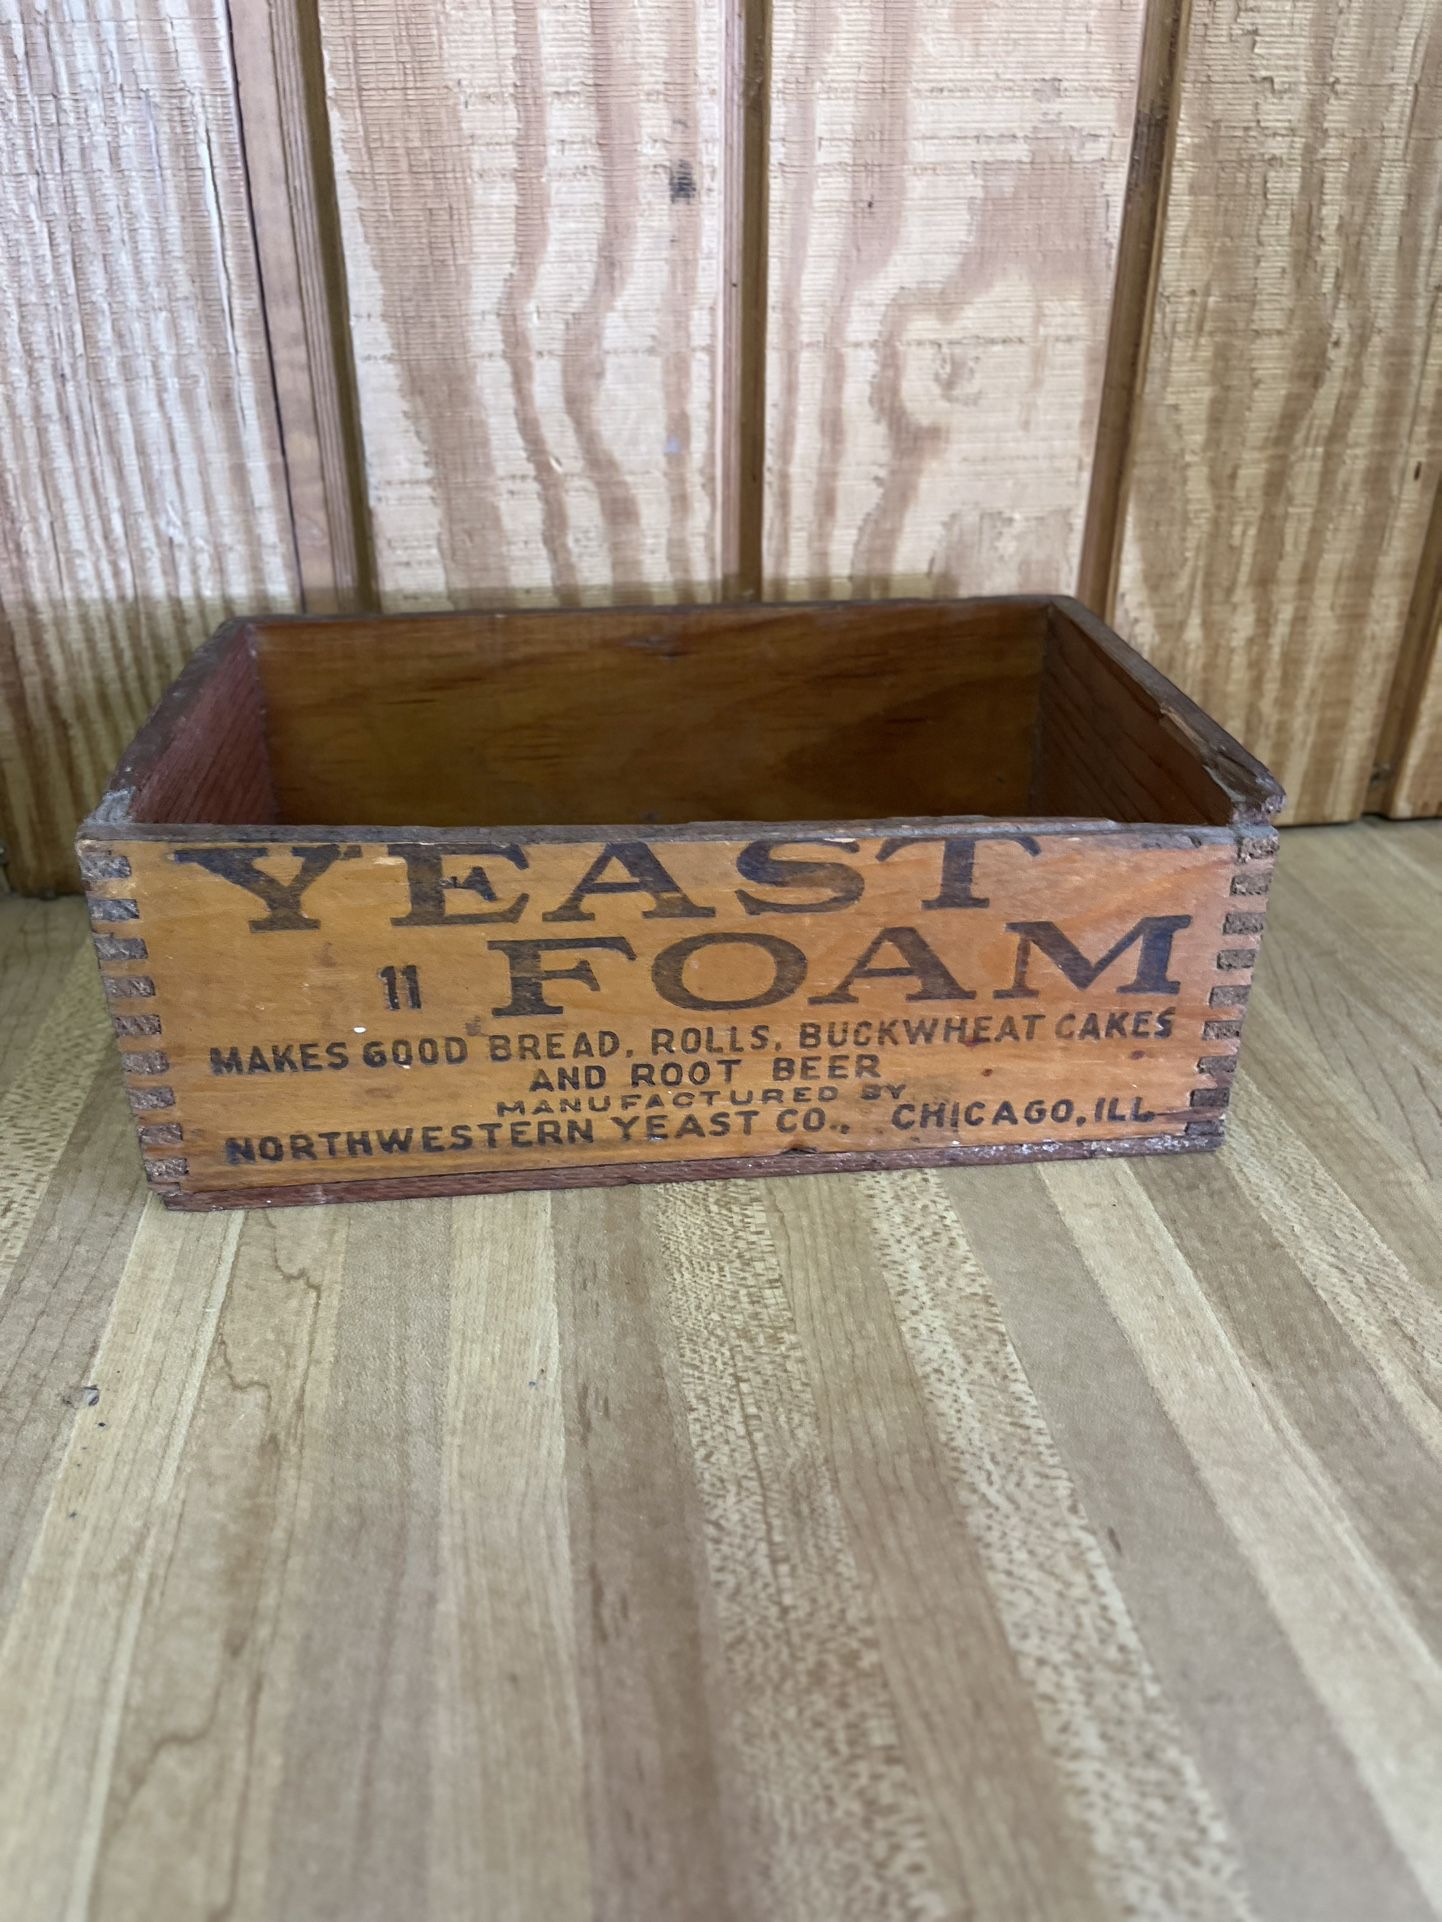 YEAST
11 FOAM
MAKES GOOD BREAD, ROLLS, BUCKWHEAT CAKES
AND ROOT BEER
MANUFACTURED BY
NORTHWESTERN YEAST CO., CHICAGO, ILL